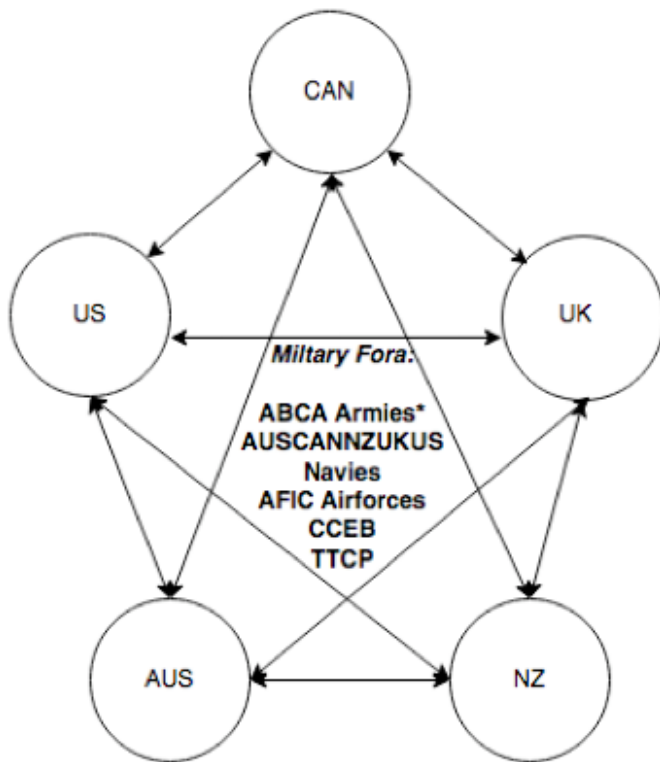 CAN
US
UK
Miltary Fora:
ABCA Armies*
AUSCANNZUKUS
Navies
AFIC Airforces
CCEB
TTCP
AUS
NZ